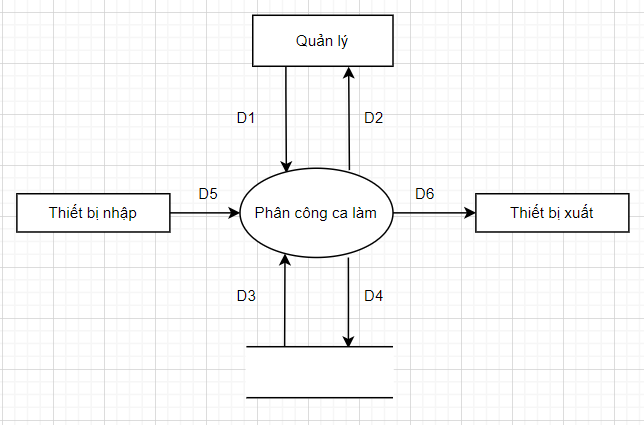 Quản lý
D1
D2
Thiết bị nhập
D5
Phân công ca làm
D6
Thiết bị xuất
D3
D4